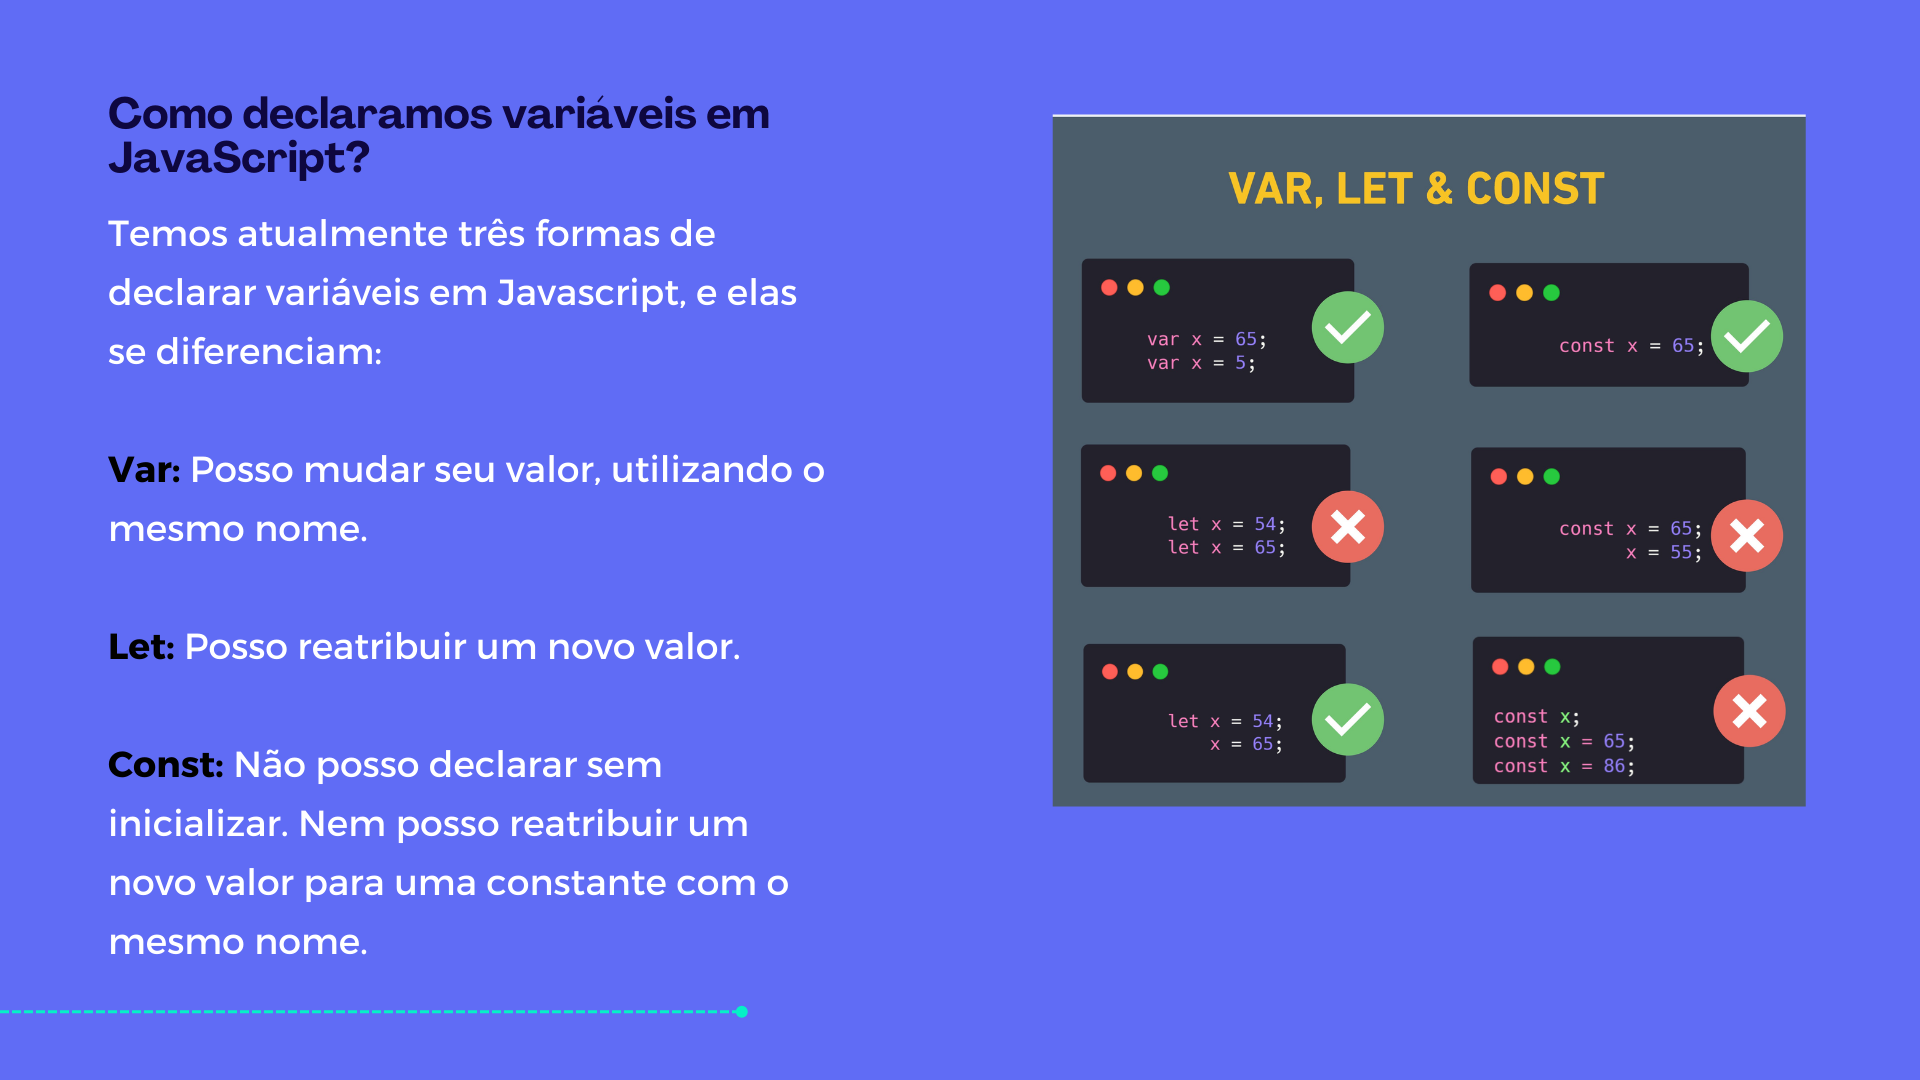 Como declaramos variáveis em
JavaScript?
Temos atualmente três formas de
declarar variáveis em Javascript, e elas
se diferenciam:
Var: Posso mudar seu valor, utilizando o
mesmo nome.
Let: Posso reatribuir um novo valor.
Const: Não posso declarar sem
inicializar. Nem posso reatribuir um
novo valor para uma constante com o
mesmo nome.
VAR, LET & CONST
var x = 65;
var x = 5;
const x = 65;
let x = 54;
let x = 65;
const x = 65;
x = 55;
let x = 54;
x = 65;
const x;
const x = 65;
const x = 86;